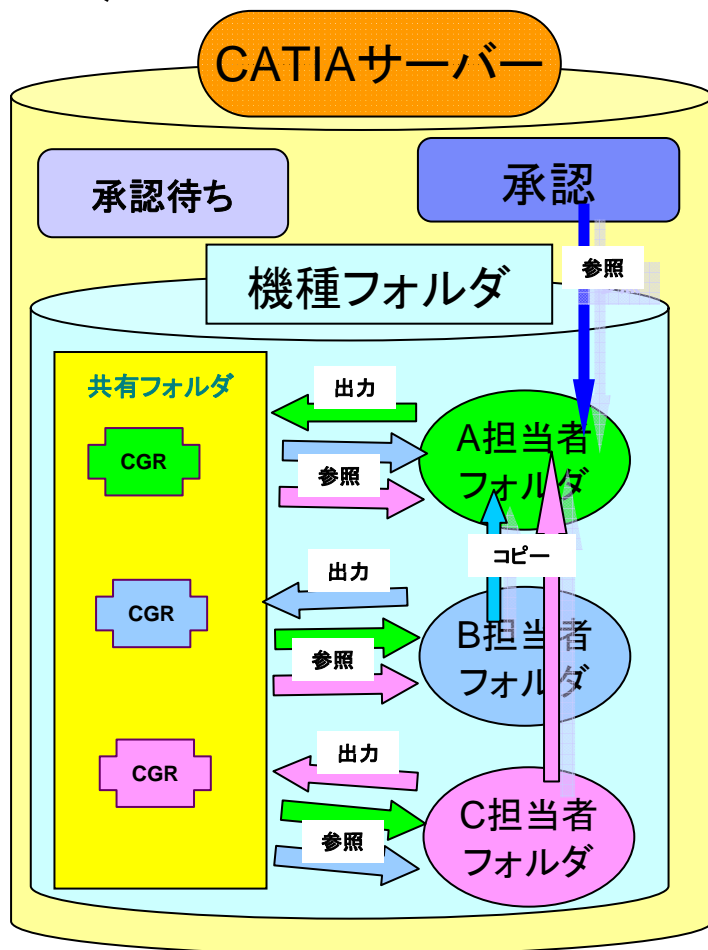 CATIAサーバー
承認待ち
承認
参照
機種フォルダ
共有フォルダ
出力
CGR
参照
A担当者
フォルダ
コピー
出力
CGR
参照
B担当者
フォルダ
出力
CGR
参照
C担当者
フォルダ